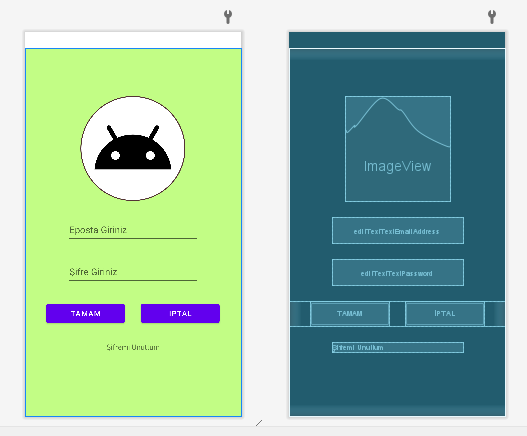 Eposta Giriniz
Şifre Giriniz
TAMAM
İPTAL
Şifremi Unuttum
ImageView
editTextTextEmailAddress
editTextTextPassword
TAMAM
İPTAL
Şifremi Unuttum